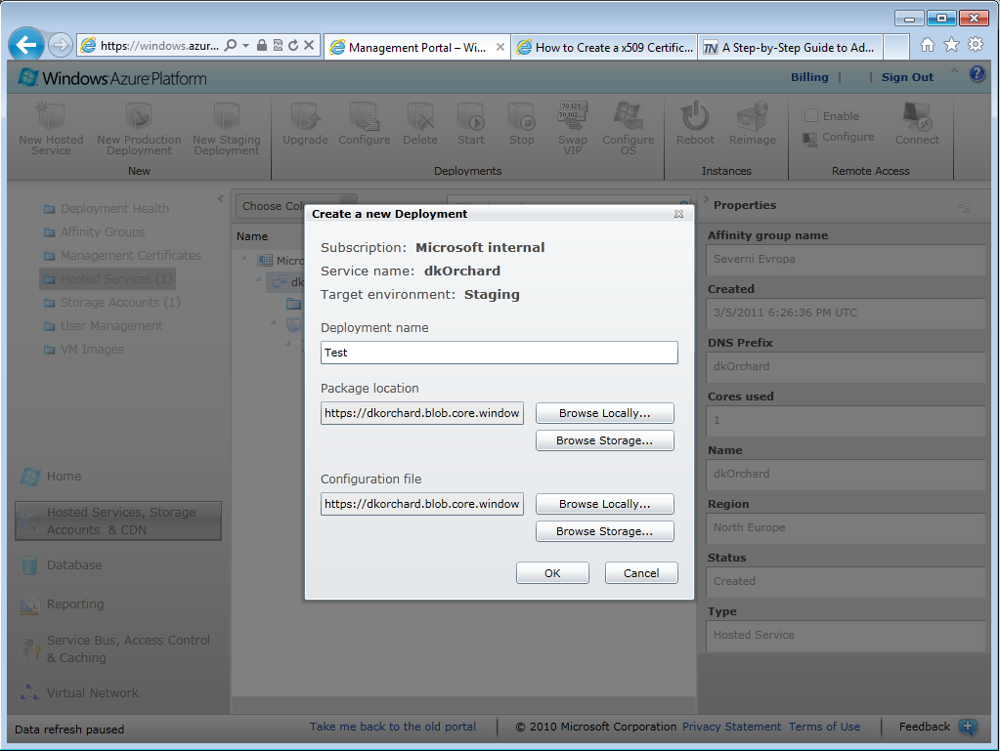 https://windows.azur...
Management Portal – Wi...
How to Create a x509 Certific...
A Step-by-Step Guide to Ad...
Windows Azure Platform
Billing | | Sign Out
New Hosted Service
New Production Deployment
New Staging Deployment
Upgrade
Configure
Delete
Start
Stop
Swap VIP
Configure OS
Reboot
Reimage
Enable
Configure
Connect
New
Deployments
Instances
Remote Access
Deployment Health
Affinity Groups
Management Certificates
Hosted Services (1)
Storage Accounts (1)
User Management
VM Images
Home
Hosted Services, Storage
Accounts & CDN
Database
Reporting
Service Bus, Access Control
& Caching
Virtual Network
Choose Col
Name
Micro
dk
Create a new Deployment
Subscription: Microsoft internal
Service name: dkOrchard
Target environment: Staging
Deployment name
Test
Package location
https://dkorchard.blob.core.window
Browse Locally...
Browse Storage...
Configuration file
https://dkorchard.blob.core.window
Browse Locally...
Browse Storage...
OK
Cancel
Properties
Affinity group name
Severni Evropa
Created
3/5/2011 6:26:36 PM UTC
DNS Prefix
dkOrchard
Cores used
1
Name
dkOrchard
Region
North Europe
Status
Created
Type
Hosted Service
Data refresh paused
Take me back to the old portal
© 2010 Microsoft Corporation Privacy Statement Terms of Use
Feedback